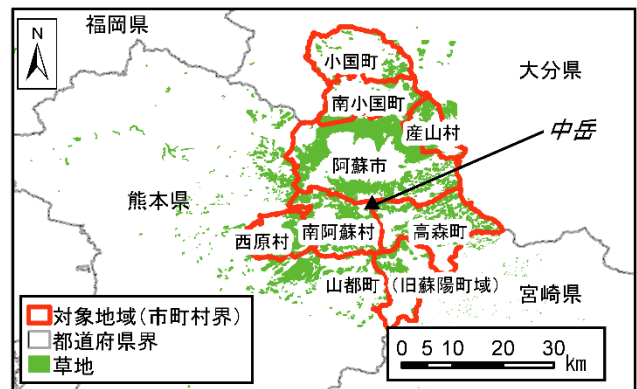 福岡県
N
小国町
大分県
南小国町
産山村
中岳
阿蘇市
熊本県
西原村
南阿蘇村
高森町
山都町（旧蘇陽町域）
宮崎県
対象地域（市町村界）
都道府県界
草地
0 5 10 20 30
km